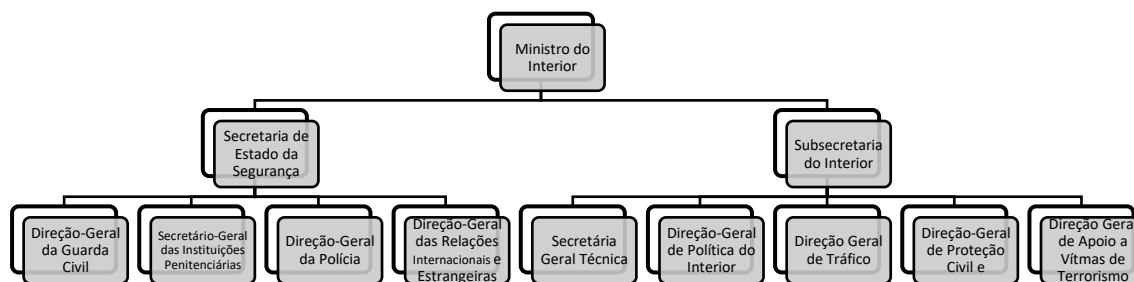 Ministro do
Interior
Secretaria de
Estado da
Segurança
Subsecretaria
do Interior
Direção-Geral
da Guarda
Civil
Secretário-Geral
das Instituições
Penitenciárias
Direção-Geral
da Polícia
Direção-Geral
das Relações
Internacionais e
Estrangeiras
Secretária
Geral Técnica
Direção-Geral
de Política do
Interior
Direção Geral
de Tráfico
Direção-Geral
de Proteção
Civil e
Direção Geral
de Apoio a
Vítmas de
Terrorismo